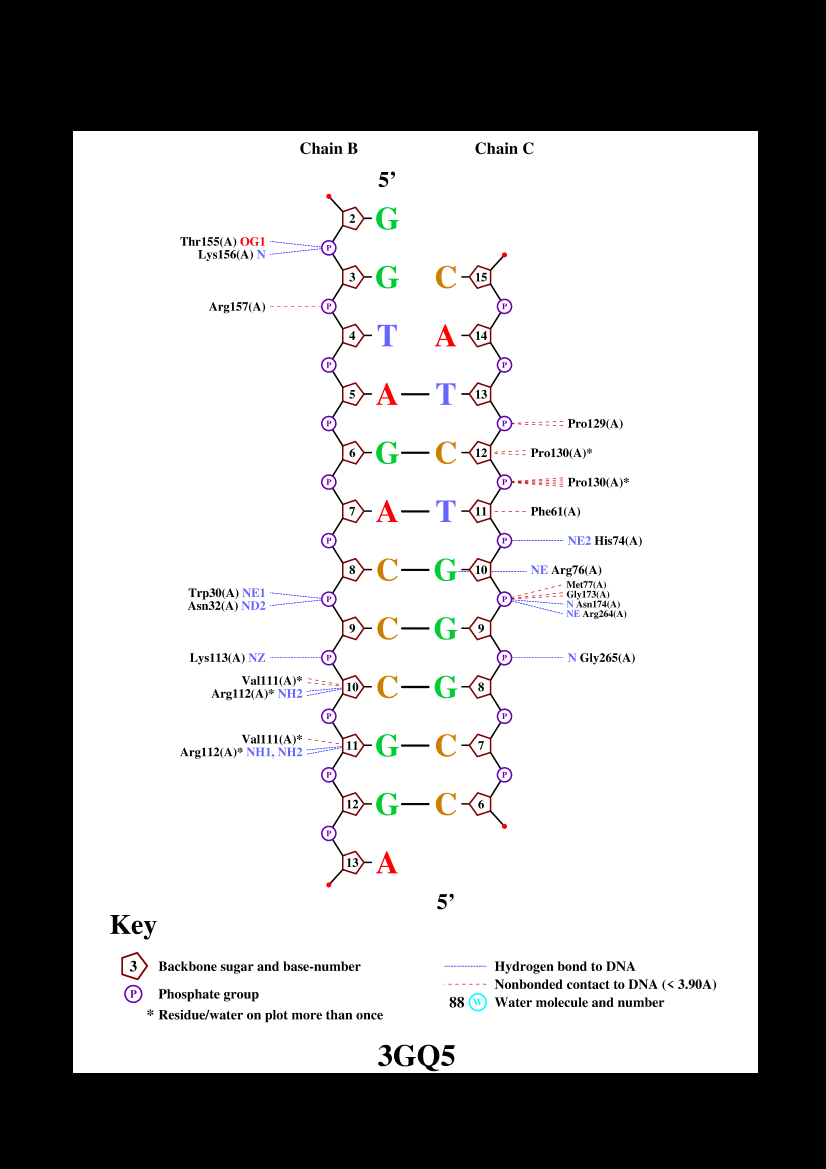 Chain B Chain C
5’
2 G
Thr155(A) OG1 P
Lys156(A) N
3 G C 15
Arg157(A) P P
4 T A 14
P P
5 A T 13
P P Pro129(A)
6 G C 12 Pro130(A)*
P P Pro130(A)*
7 A T 11 Phe61(A)
P P NE2 His74(A)
8 C G 10 NE Arg76(A)
Met77(A)
Trp30(A) NE1 Gly173(A)
P P
Asn32(A) ND2 N Asn174(A)
NE Arg264(A)
9 C G 9
Lys113(A) NZ P P N Gly265(A)
Val111(A)*
10 C G 8
Arg112(A)* NH2
P P
Val111(A)*
11 G C 7
Arg112(A)* NH1, NH2
P P
12 G C 6
P
13 A
5’
Key
3 Backbone sugar and base-number
P Phosphate group
* Residue/water on plot more than once
Hydrogen bond to DNA
Nonbonded contact to DNA (< 3.90A)
88 W Water molecule and number
3GQ5